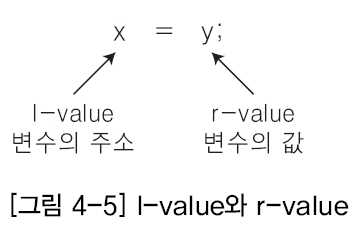 x = y;
l-value r-value
변수의 주소 변수의 값
[그림 4-5] l-value와 r-value